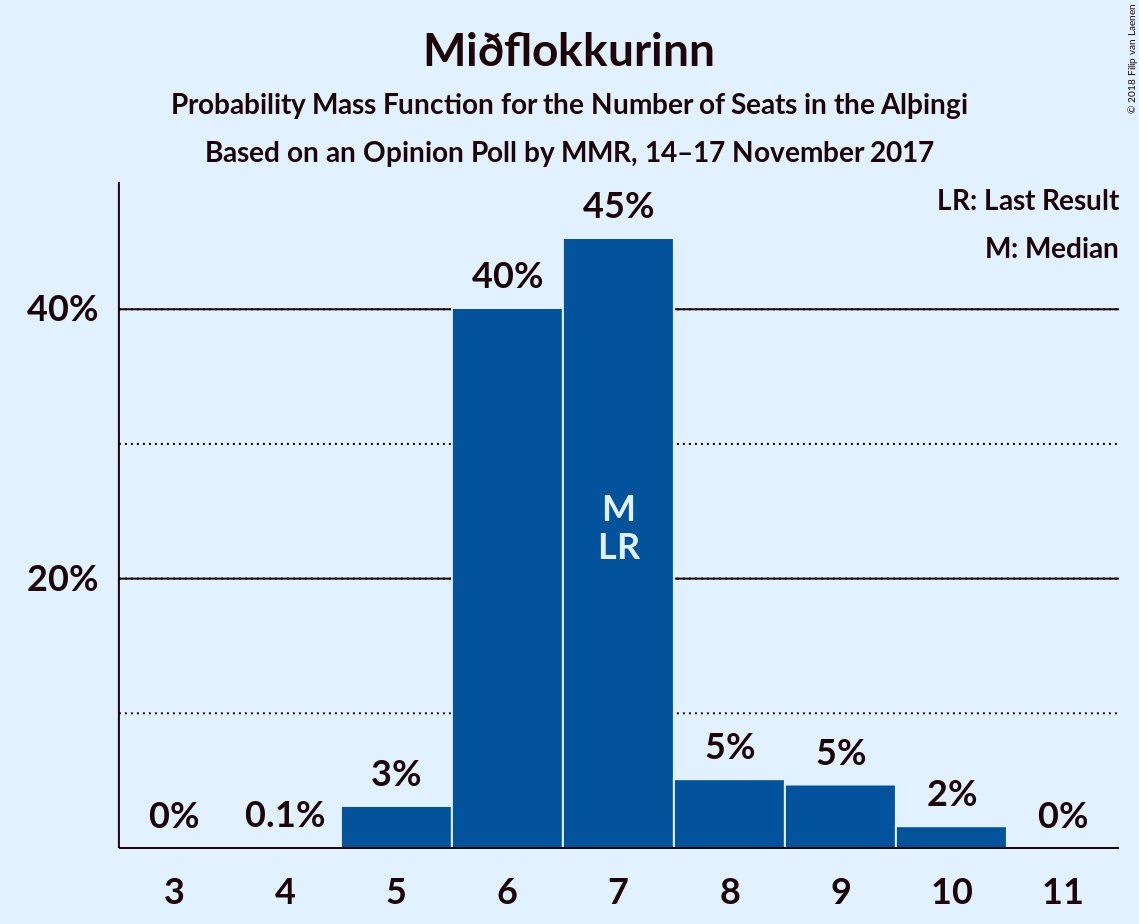 Miðflokkurinn
Probability Mass Function for the Number of Seats in the Alþingi
Based on an Opinion Poll by MMR, 14–17 November 2017
© 2018 Filip van Laenen
LR: Last Result
M: Median
45%
40%
40%
M
LR
20%
5%
5%
3%
2%
0%
0.1%
0%
3 4 5 6 7 8 9 10 11